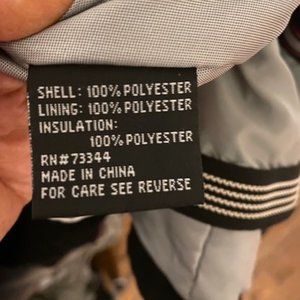 SHELL: 100% POLYESTER
LINING: 100% POLYESTER
INSULATION:
100% POLYESTER
RN#73344
MADE IN CHINA
FOR CARE SEE REVERSE